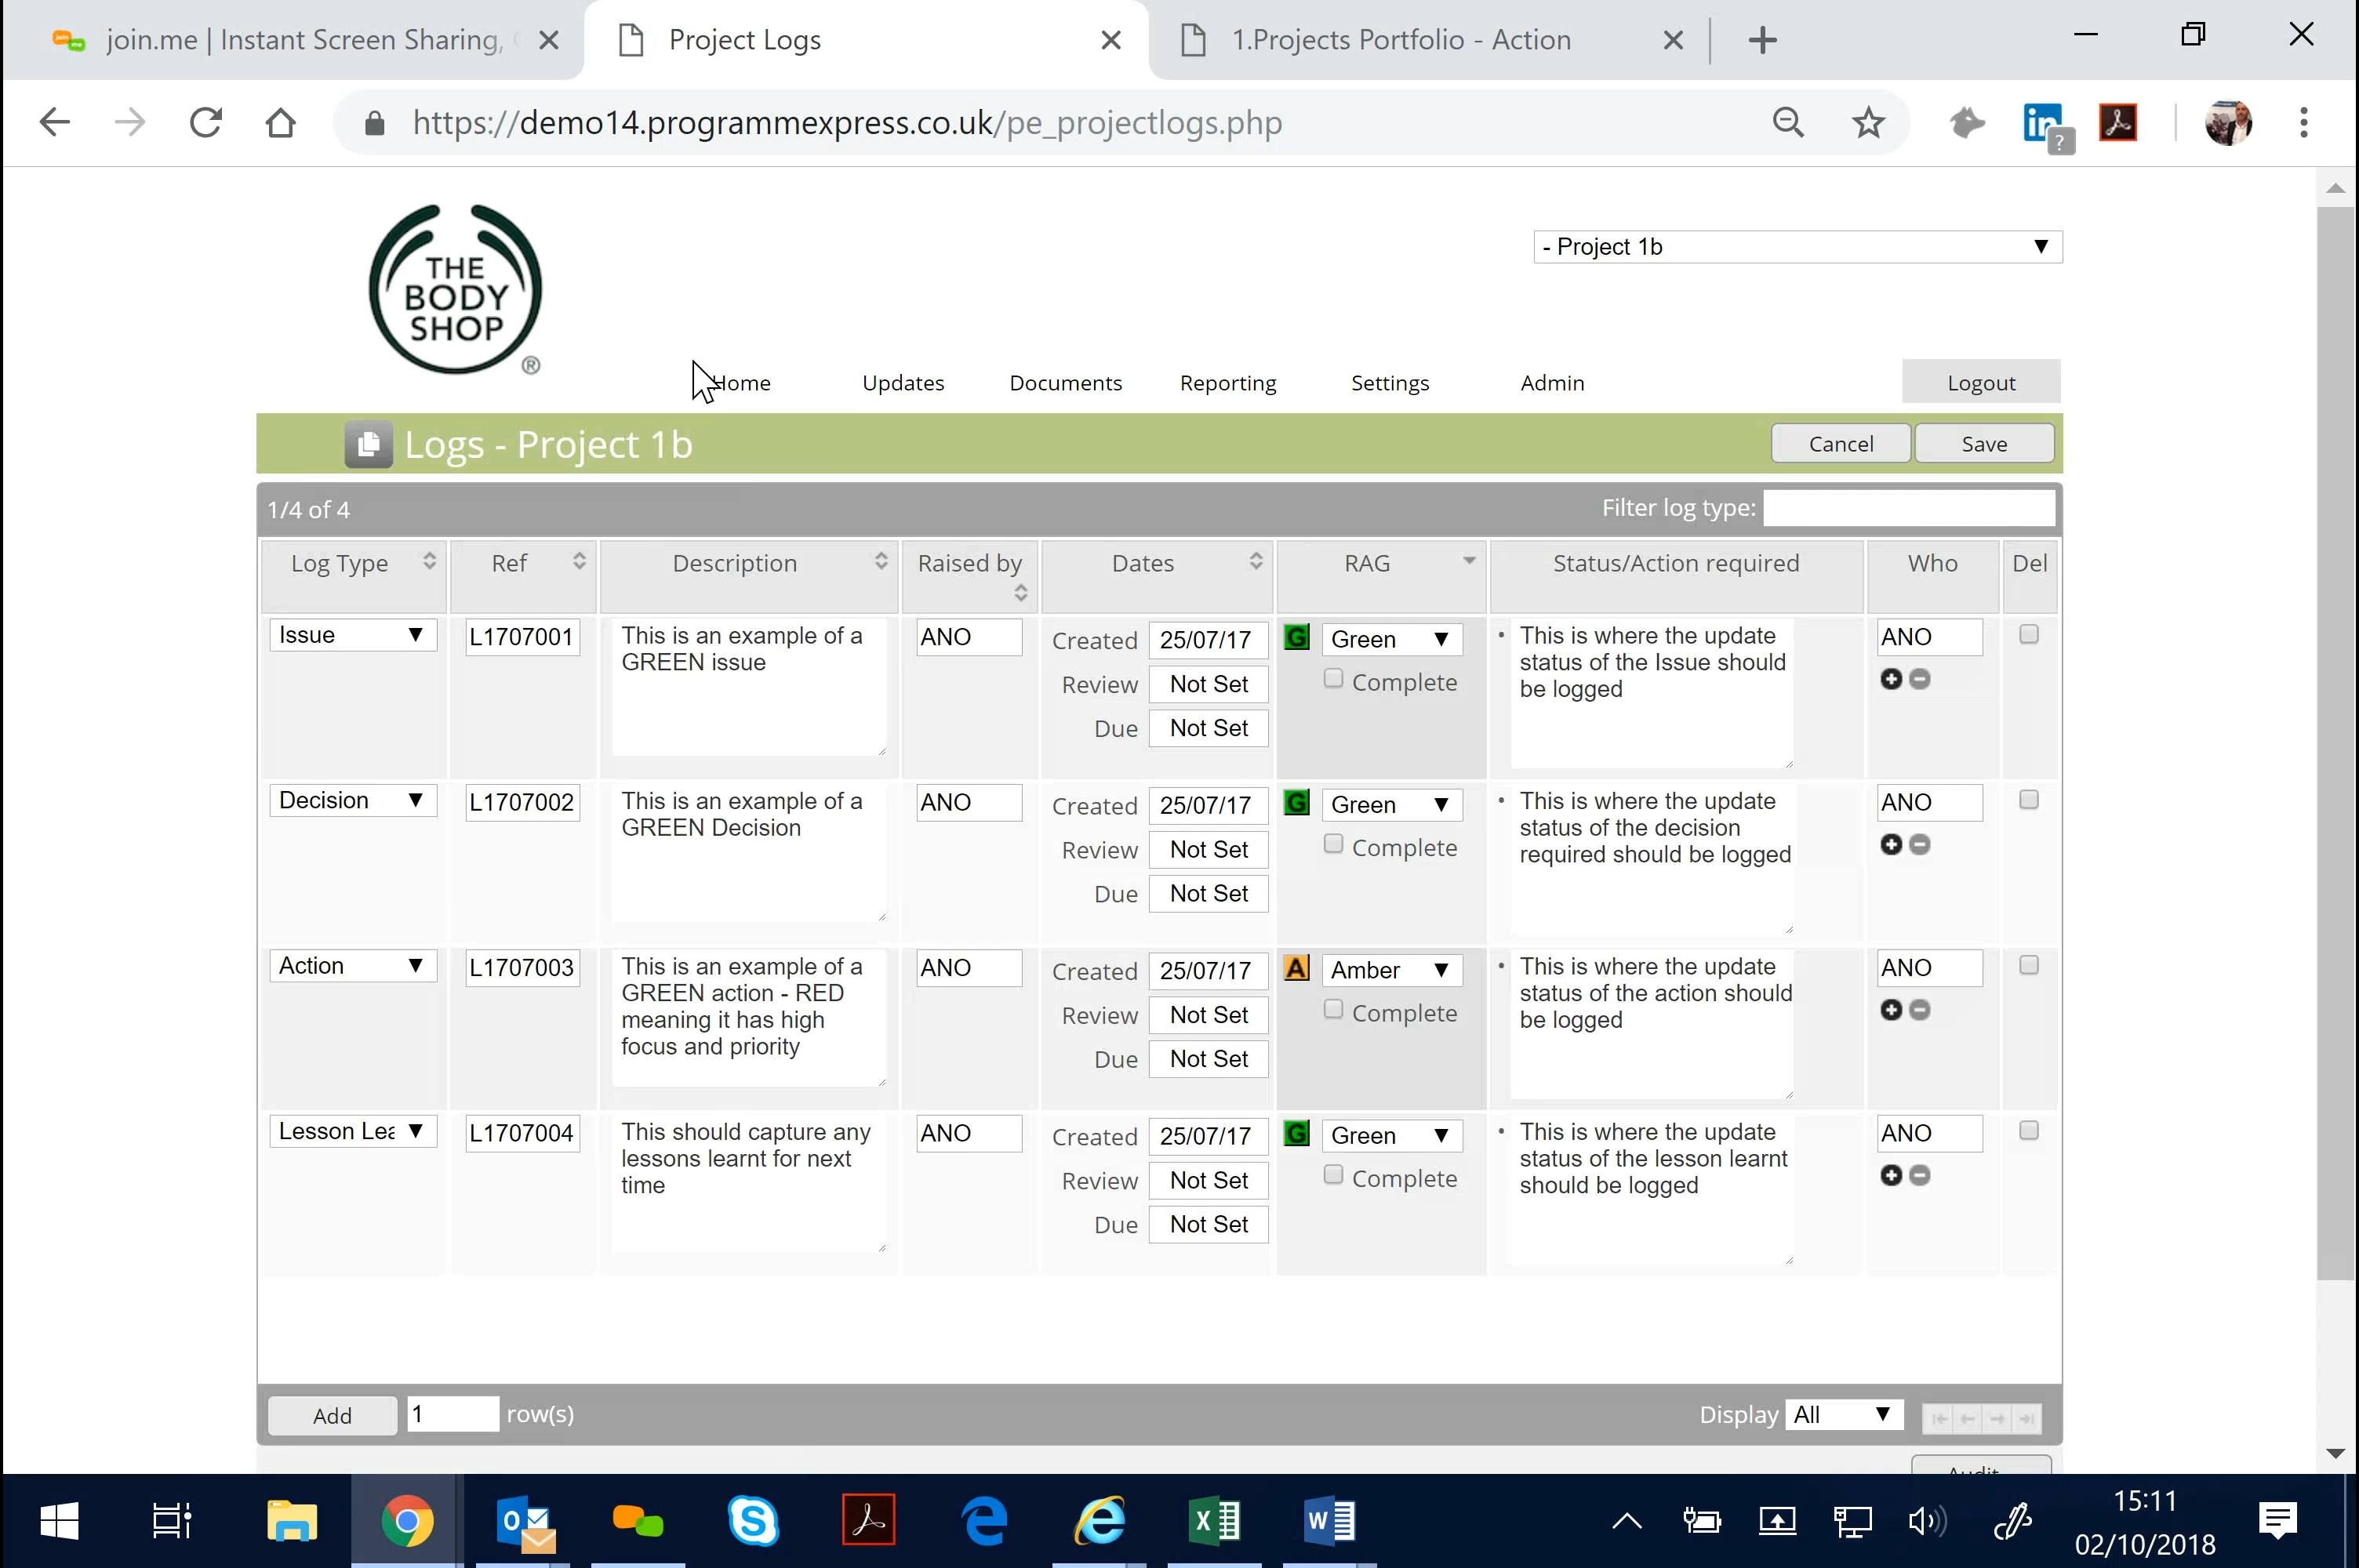 join.me | Instant Screen Sharing,
Project Logs
1.Projects Portfolio - Action
https://demo14.programmexpress.co.uk/pe_projectlogs.php
in
?
THE
BODY
SHOP
®
- Project 1b
Home
Updates
Documents
Reporting
Settings
Admin
Logout
Logs - Project 1b
Cancel
Save
1/4 of 4
Filter log type:
Log Type
Ref
Description
Raised by
Dates
RAG
Status/Action required
Who
Del
Issue
L1707001
This is an example of a
GREEN issue
ANO
Created 25/07/17
Review Not Set
Due Not Set
G Green
Complete
This is where the update
status of the Issue should
be logged
ANO
Decision
L1707002
This is an example of a
GREEN Decision
ANO
Created 25/07/17
Review Not Set
Due Not Set
G Green
Complete
This is where the update
status of the decision
required should be logged
ANO
Action
L1707003
This is an example of a
GREEN action - RED
meaning it has high
focus and priority
ANO
Created 25/07/17
Review Not Set
Due Not Set
A Amber
Complete
This is where the update
status of the action should
be logged
ANO
Lesson Lea
L1707004
This should capture any
lessons learnt for next
time
ANO
Created 25/07/17
Review Not Set
Due Not Set
G Green
Complete
This is where the update
status of the lesson learnt
should be logged
ANO
Add
1
row(s)
Display All
Audit
15:11
02/10/2018